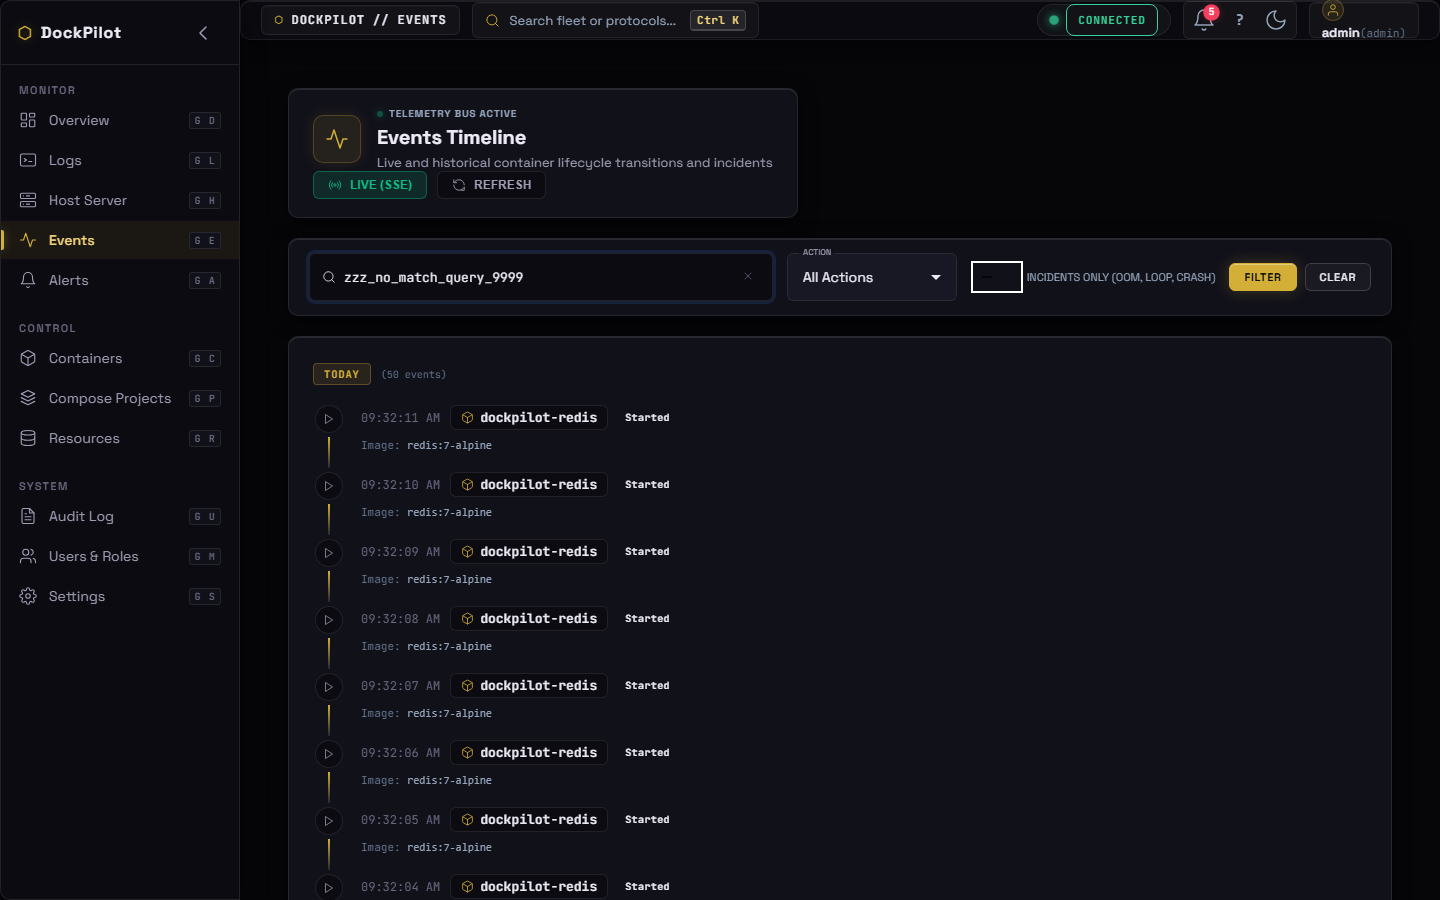 DockPilot
DOCKPILOT // EVENTS
Search fleet or protocols...
Ctrl K
CONNECTED
5
?
admin(admin)
MONITOR
Overview G D
Logs G L
Host Server G H
Events G E
Alerts G A
CONTROL
Containers G C
Compose Projects G P
Resources G R
SYSTEM
Audit Log G U
Users & Roles G M
Settings G S
TELEMETRY BUS ACTIVE
Events Timeline
Live and historical container lifecycle transitions and incidents
LIVE (SSE)
REFRESH
zzz_no_match_query_9999
ACTION
All Actions
INCIDENTS ONLY (OOM, LOOP, CRASH)
FILTER
CLEAR
TODAY (50 events)
09:32:11 AM dockpilot-redis Started
Image: redis:7-alpine
09:32:10 AM dockpilot-redis Started
Image: redis:7-alpine
09:32:09 AM dockpilot-redis Started
Image: redis:7-alpine
09:32:08 AM dockpilot-redis Started
Image: redis:7-alpine
09:32:07 AM dockpilot-redis Started
Image: redis:7-alpine
09:32:06 AM dockpilot-redis Started
Image: redis:7-alpine
09:32:05 AM dockpilot-redis Started
Image: redis:7-alpine
09:32:04 AM dockpilot-redis Started